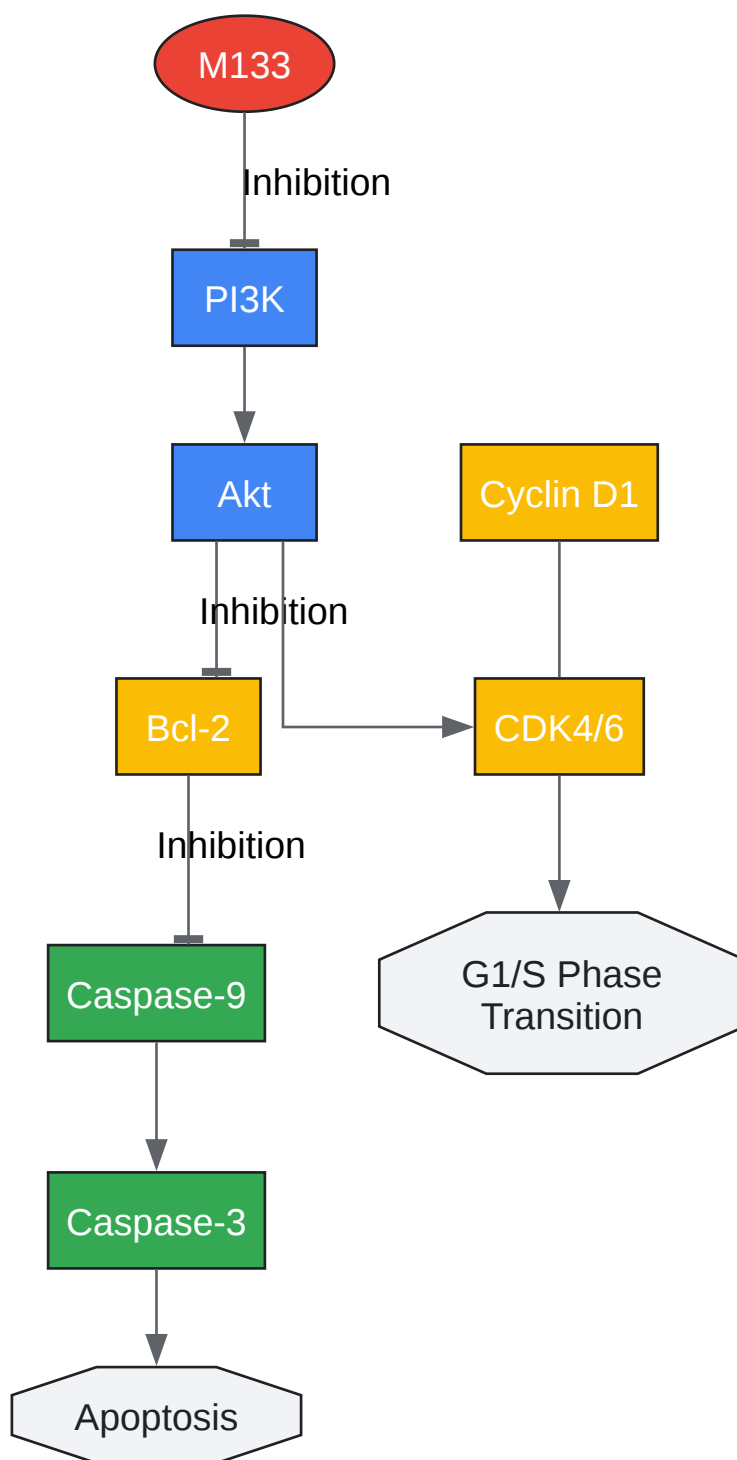 M133
Inhibition
PI3K
Akt
Cyclin D1
Inhibition
Bcl-2
CDK4/6
Inhibition
Caspase-9
G1/S Phase
Transition
Caspase-3
Apoptosis